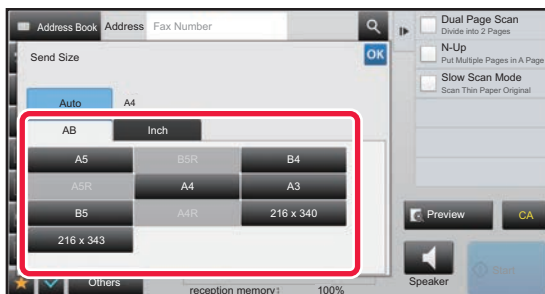 Address Book Address Fax Number
Dual Page Scan
Divide into 2 Pages
N-Up
Put Multiple Pages in A Page
Slow Scan Mode
Scan Thin Paper Original
Send Size
OK
Auto A4
AB Inch
A5 B5R B4
A5R A4 A3
B5 A4R 216 x 340
216 x 343
Preview CA
Start
Others
Speaker
reception memory: 100%